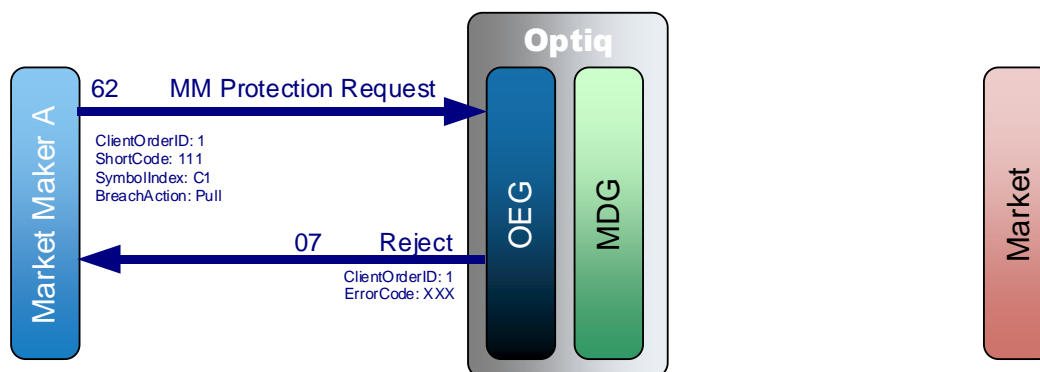 Optiq
Market Maker A
62 MM Protection Request
ClientOrderID: 1
ShortCode: 111
SymbolIndex: C1
BreachAction: Pull
07 Reject
ClientOrderID: 1
ErrorCode: XXX
OEG
MDG
Market